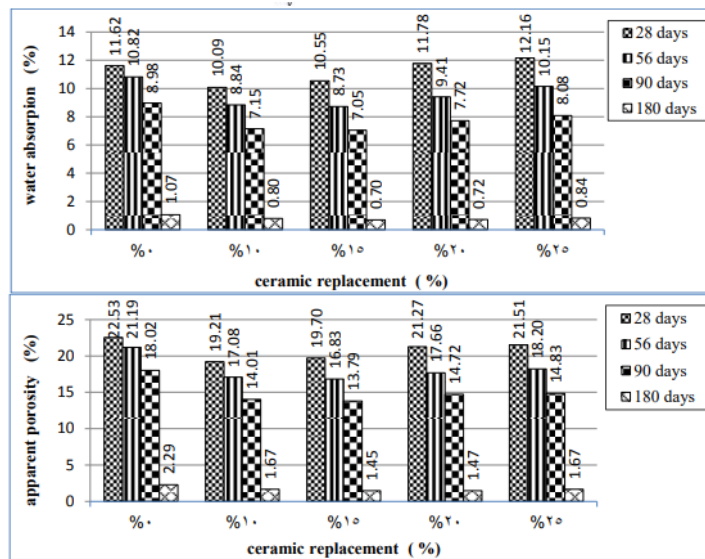 water absorption (%)
14
12
10
8
6
4
2
0
11.62 10.82 8.98 1.07
10.09 8.84 7.15 0.80
10.55 8.73 7.05 0.70
11.78 9.41 7.72 0.72
12.16 10.15 8.08 0.84
%٠ %١٠ %١٥ %٢٠ %٢٥
ceramic replacement ( %)
28 days
56 days
90 days
180 days
apparent porosity (%)
25
20
15
10
5
0
22.53 21.19 18.02 2.29
19.21 17.08 14.01 1.67
19.70 16.83 13.79 1.45
21.27 17.66 14.72 1.47
21.51 18.20 14.83 1.67
%٠ %١٠ %١٥ %٢٠ %٢٥
ceramic replacement ( %)
28 days
56 days
90 days
180 days